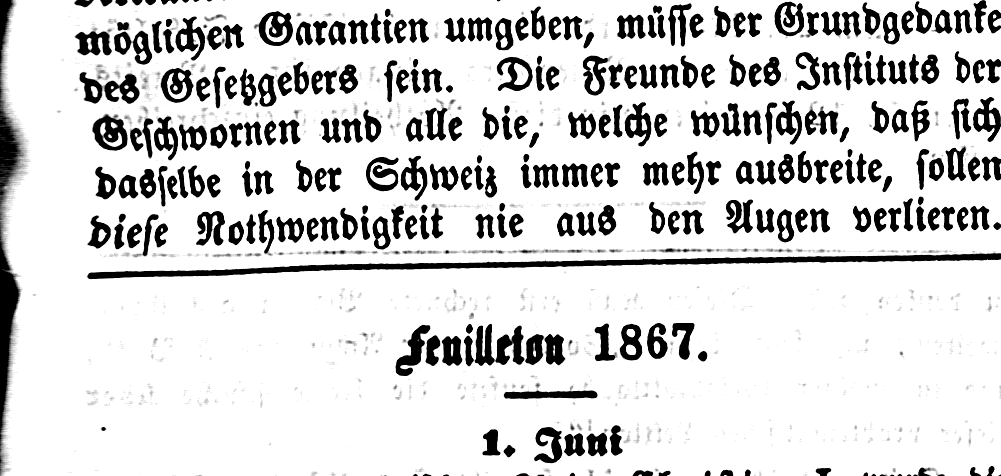 möglichen Garantien umgeben, müsse der Grundgedanke
des Gesetzgebers sein. Die Freunde des Instituts der
Geschwornen und alle die, welche wünschen, daß sich
dasselbe in der Schweiz immer mehr ausbreite, sollen
diese Nothwendigkeit nie aus den Augen verlieren.
Feuilleton 1867.
1. Juni